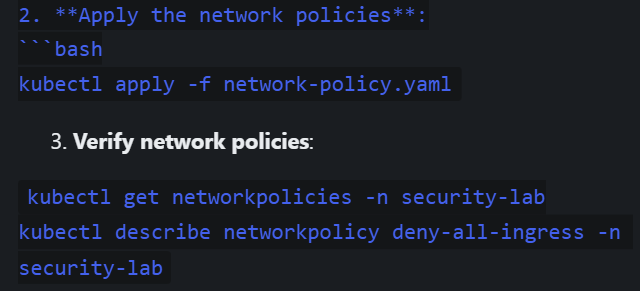 2. **Apply the network policies**:
```bash
kubectl apply -f network-policy.yaml
3. Verify network policies:
kubectl get networkpolicies -n security-lab
kubectl describe networkpolicy deny-all-ingress -n
security-lab